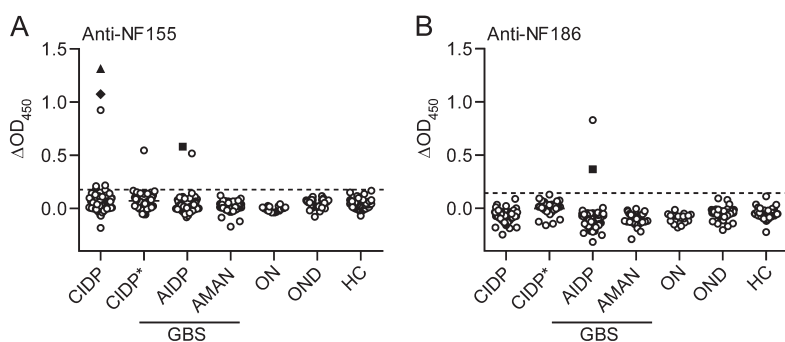 A
Anti-NF155
1.5
1.0
0.5
0.0
ΔOD450
CIDP
CIDP*
AIDP
AMAN
ON
OND
HC
GBS
B
Anti-NF186
1.5
1.0
0.5
0.0
ΔOD450
CIDP
CIDP*
AIDP
AMAN
ON
OND
HC
GBS